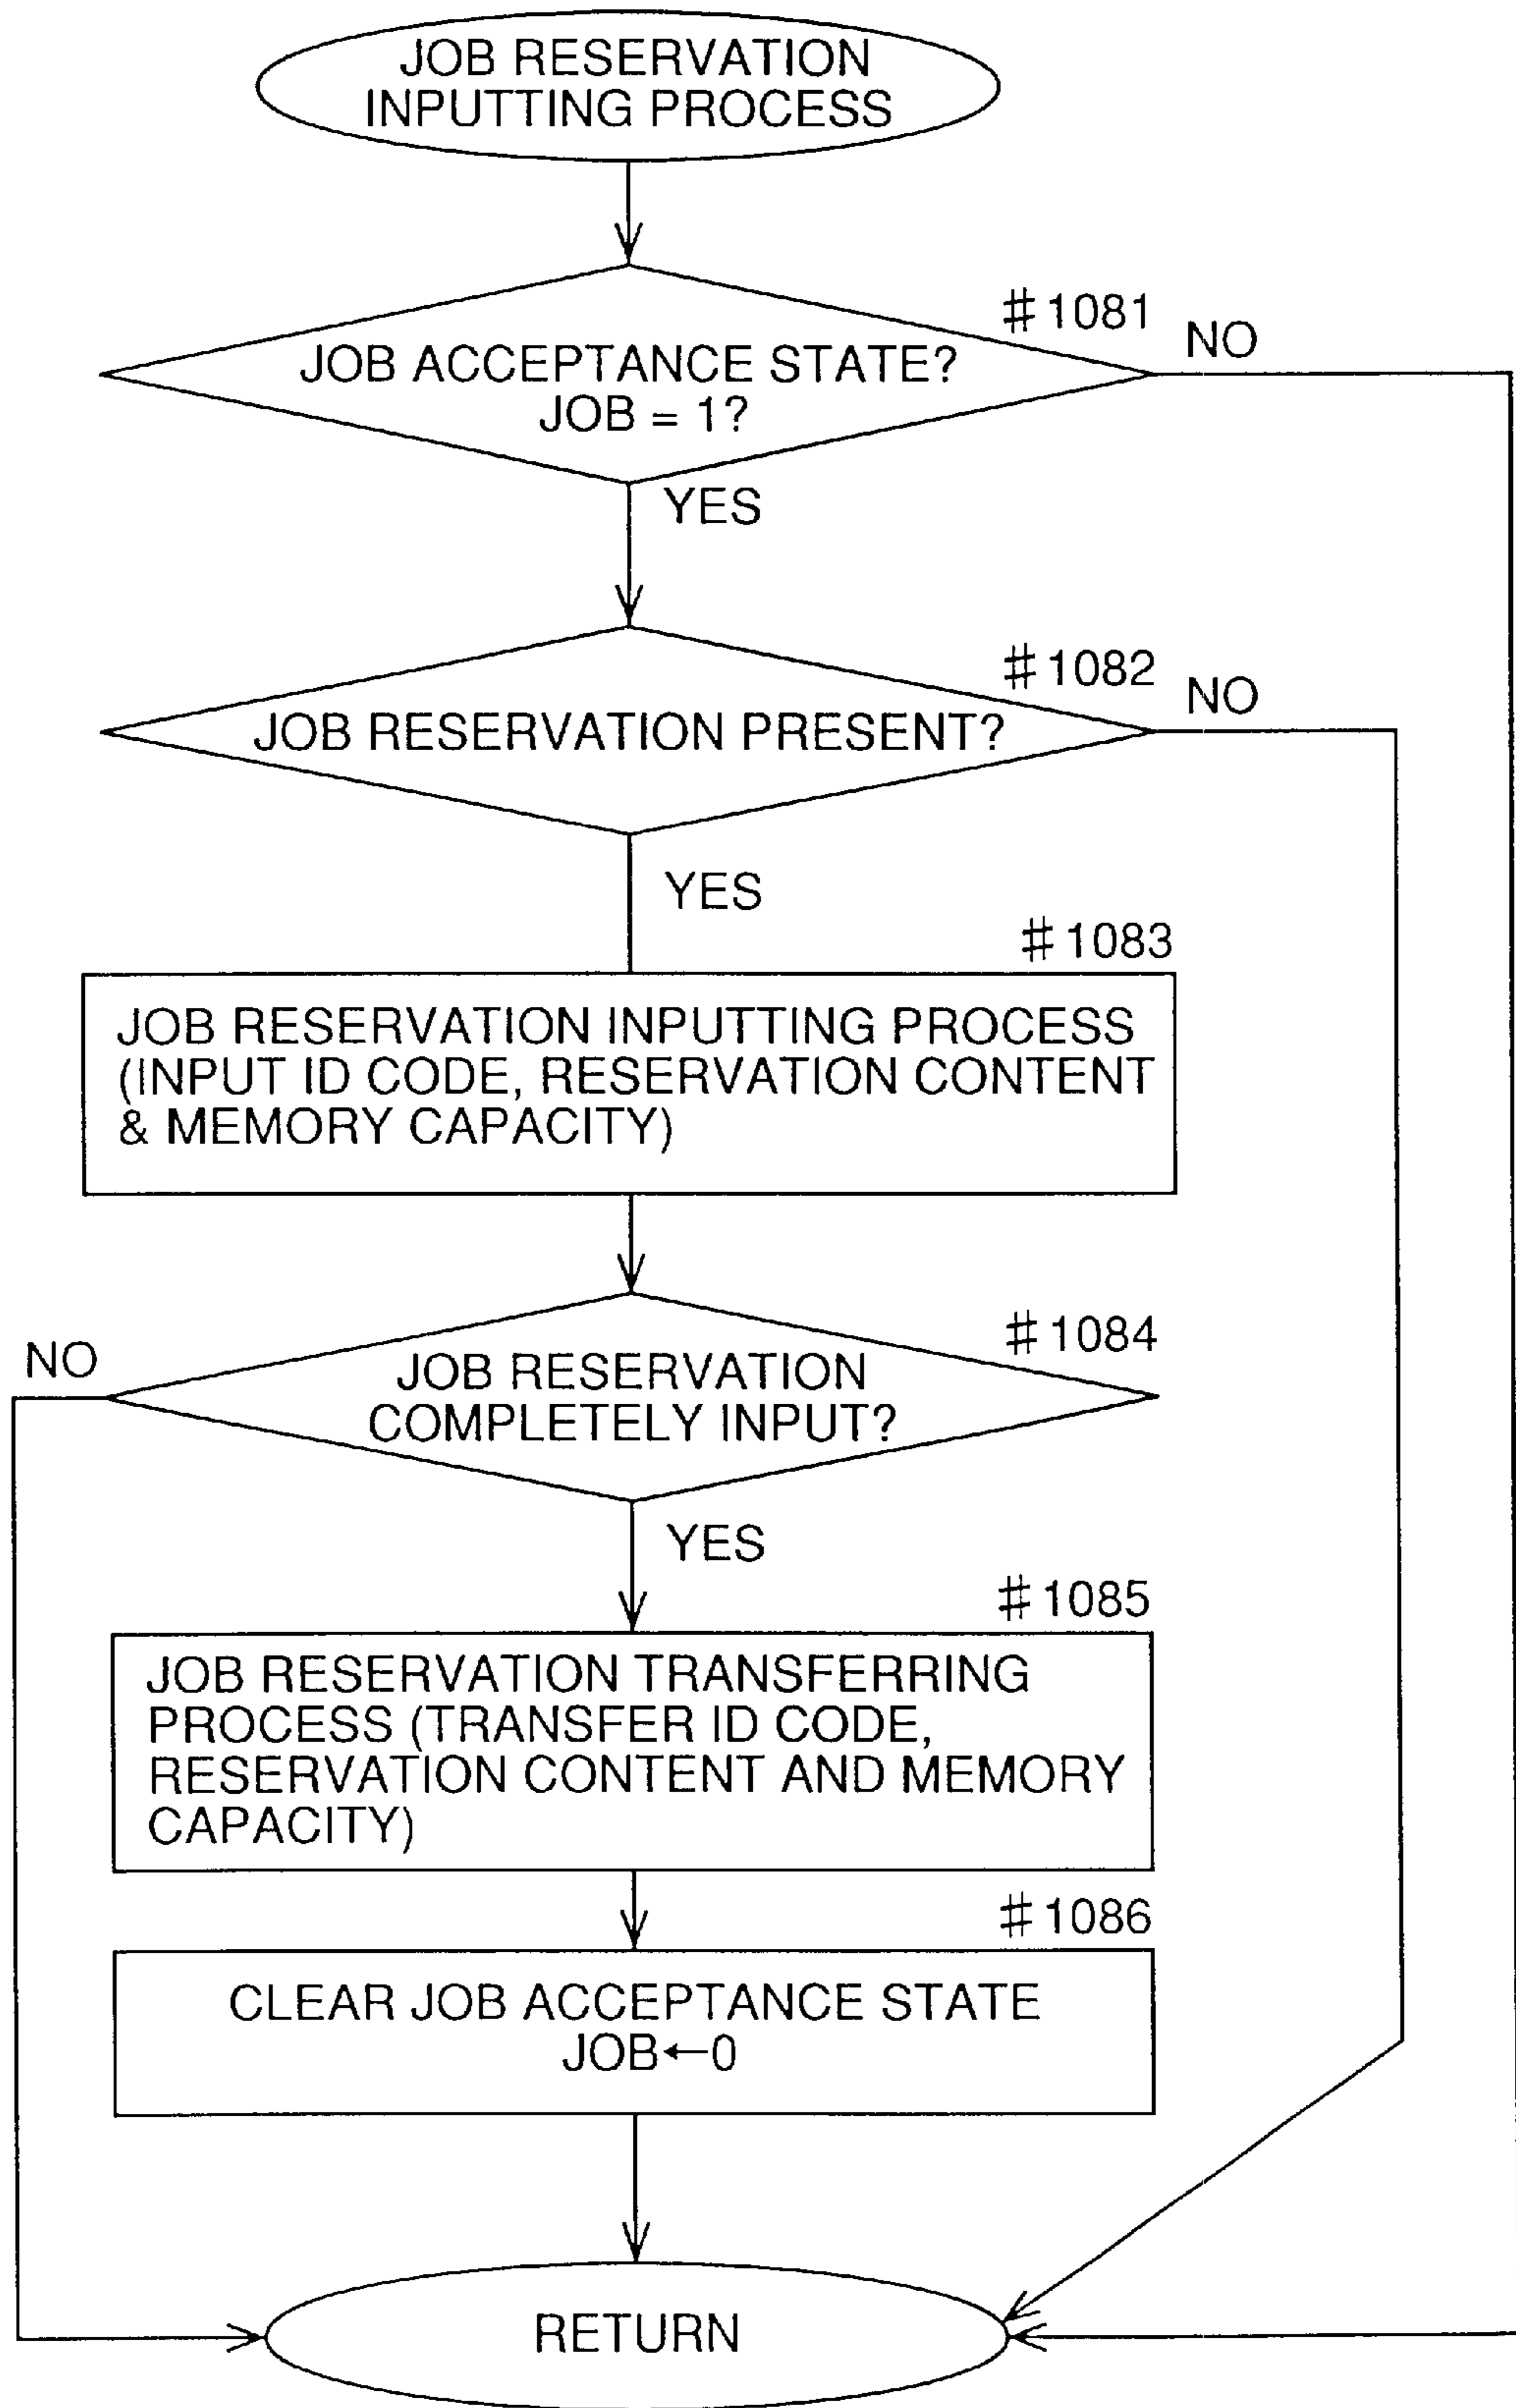 JOB RESERVATION
INPUTTING PROCESS
#1081
NO
JOB ACCEPTANCE STATE?
JOB = 1?
YES
#1082
NO
JOB RESERVATION PRESENT?
YES
#1083
JOB RESERVATION INPUTTING PROCESS
(INPUT ID CODE, RESERVATION CONTENT
& MEMORY CAPACITY)
#1084
NO
JOB RESERVATION
COMPLETELY INPUT?
YES
#1085
JOB RESERVATION TRANSFERRING
PROCESS (TRANSFER ID CODE,
RESERVATION CONTENT AND MEMORY
CAPACITY)
#1086
CLEAR JOB ACCEPTANCE STATE
JOB←0
RETURN